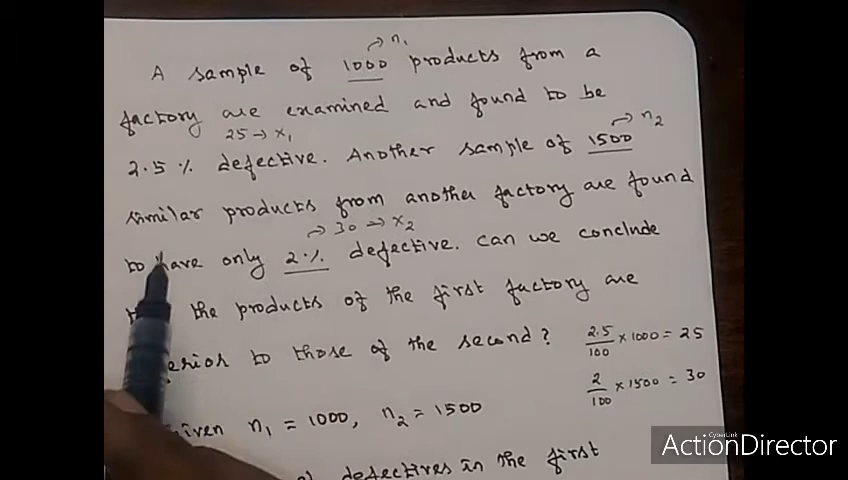 → n₁
A sample of 1000 products from a
factory are examined and found to be
25 → x₁
→ n₂
2.5 % defective. Another sample of 1500
similar products from another factory are found
→ 30 → x₂
to have only 2 % defective. Can we conclude
the products of the first factory are
to those of the second?
2.5/100 × 1000 = 25
2/100 × 1500 = 30
n₁ = 1000, n₂ = 1500
defectives in the first
CyberLink
ActionDirector